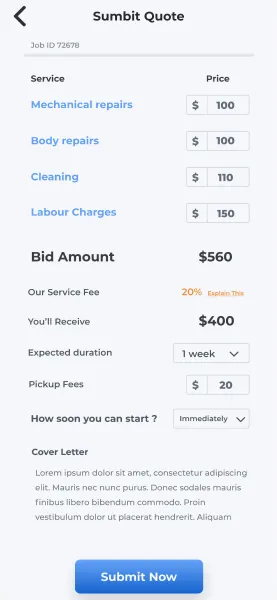 Sumbit Quote
Job ID 72678
Service Price
Mechanical repairs $ 100
Body repairs $ 100
Cleaning $ 110
Labour Charges $ 150
Bid Amount $560
Our Service Fee 20% Explain This
You'll Receive $400
Expected duration 1 week
Pickup Fees $ 20
How soon you can start ? Immediately
Cover Letter
Lorem ipsum dolor sit amet, consectetur adipiscing
elit. Mauris nec nunc purus. Donec sodales mauris
finibus libero bibendum commodo. Proin
vestibulum dolor ut placerat hendrerit. Aliquam
Submit Now